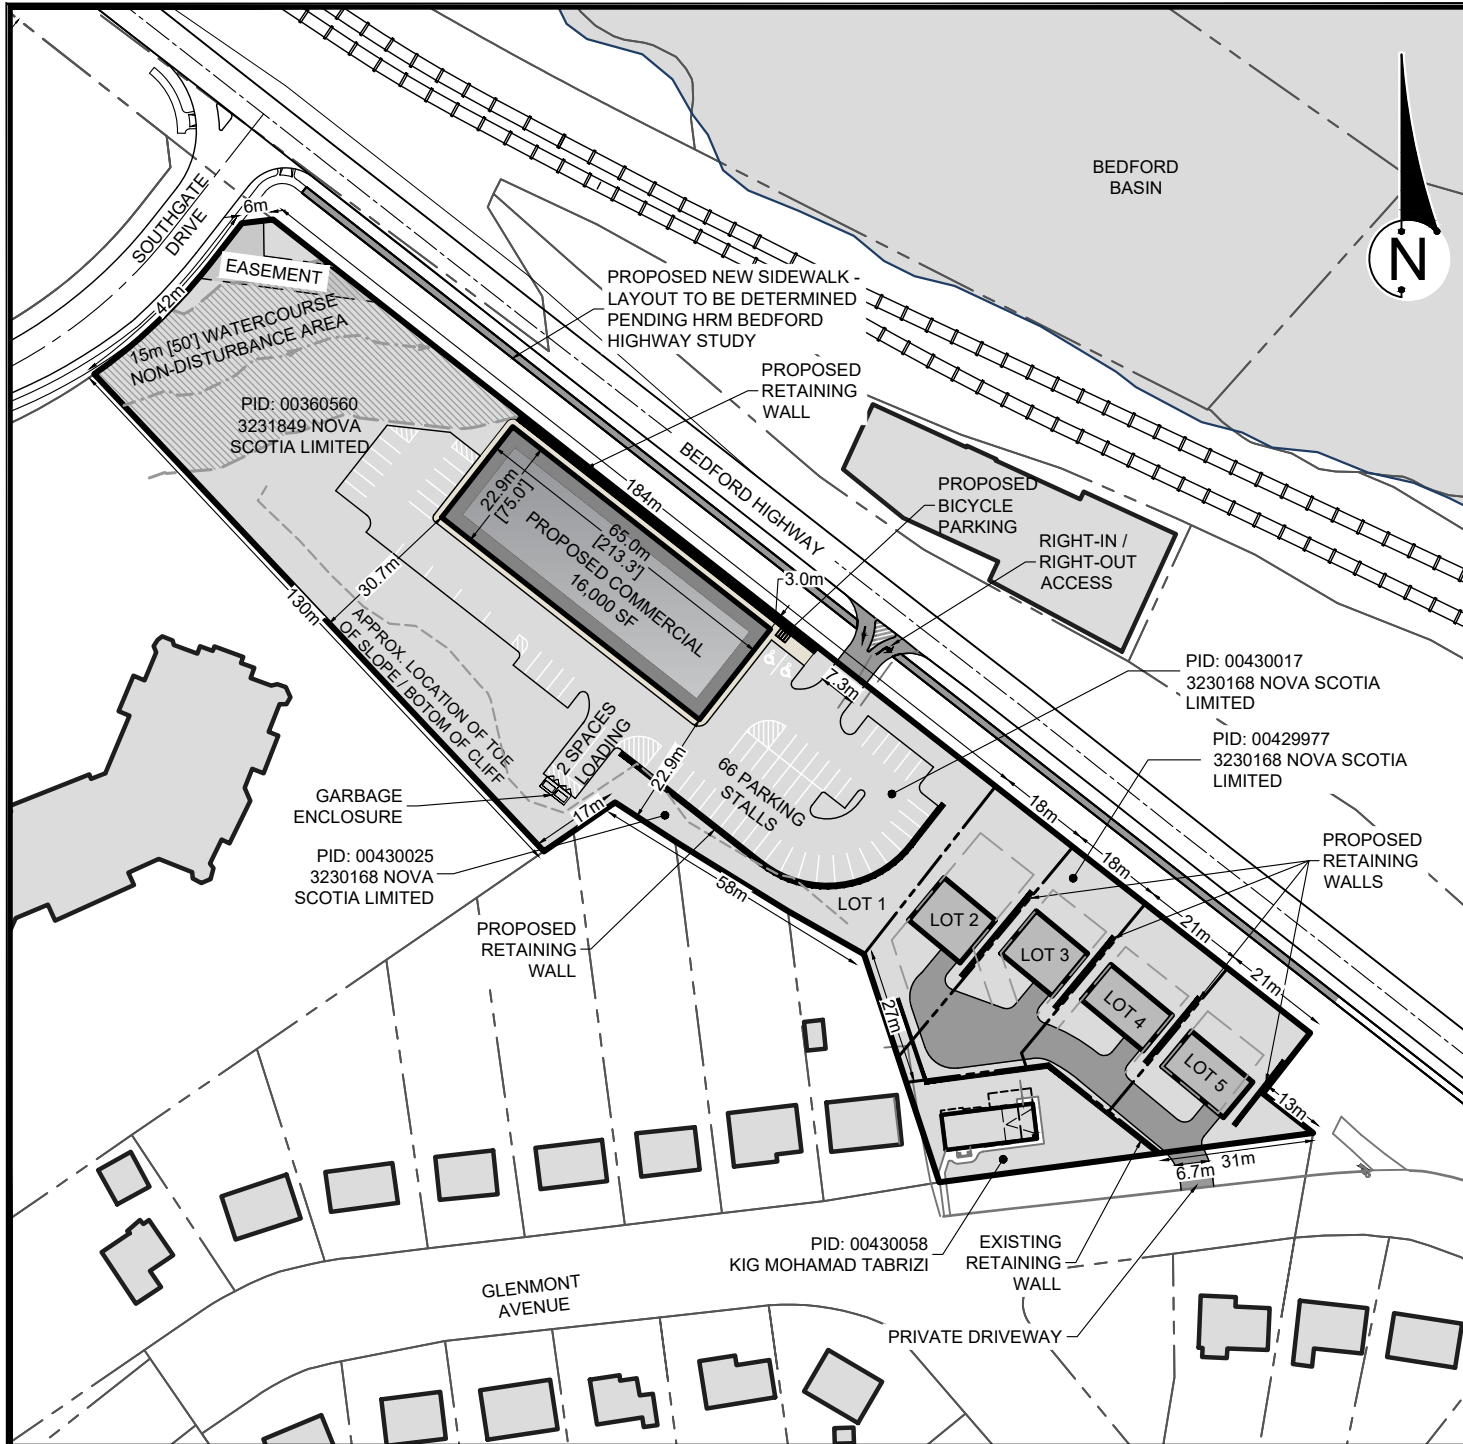 BEDFORD
BASIN
N
SOUTHGATE
DRIVE
6m
EASEMENT
42m
15m [50'] WATERCOURSE
NON-DISTURBANCE AREA
PID: 00360560
3231849 NOVA
SCOTIA LIMITED
PROPOSED NEW SIDEWALK -
LAYOUT TO BE DETERMINED
PENDING HRM BEDFORD
HIGHWAY STUDY
PROPOSED
RETAINING
WALL
BEDFORD HIGHWAY
184m
22.9m
[75.0']
65.0m
[213.3']
PROPOSED COMMERCIAL
16,000 SF
PROPOSED
BICYCLE
PARKING
RIGHT-IN /
RIGHT-OUT
ACCESS
3.0m
7.3m
30.7m
130m
APPROX. LOCATION OF TOE
OF SLOPE / BOTOM OF CLIFF
2 SPACES
LOADING
22.9m
66 PARKING
STALLS
PID: 00430017
3230168 NOVA SCOTIA
LIMITED
PID: 00429977
3230168 NOVA SCOTIA
LIMITED
GARBAGE
ENCLOSURE
17m
PID: 00430025
3230168 NOVA
SCOTIA LIMITED
58m
PROPOSED
RETAINING
WALL
18m
18m
21m
21m
PROPOSED
RETAINING
WALLS
LOT 1
LOT 2
LOT 3
LOT 4
LOT 5
27m
13m
6.7m
31m
PID: 00430058
KIG MOHAMAD TABRIZI
EXISTING
RETAINING
WALL
PRIVATE DRIVEWAY
GLENMONT
AVENUE